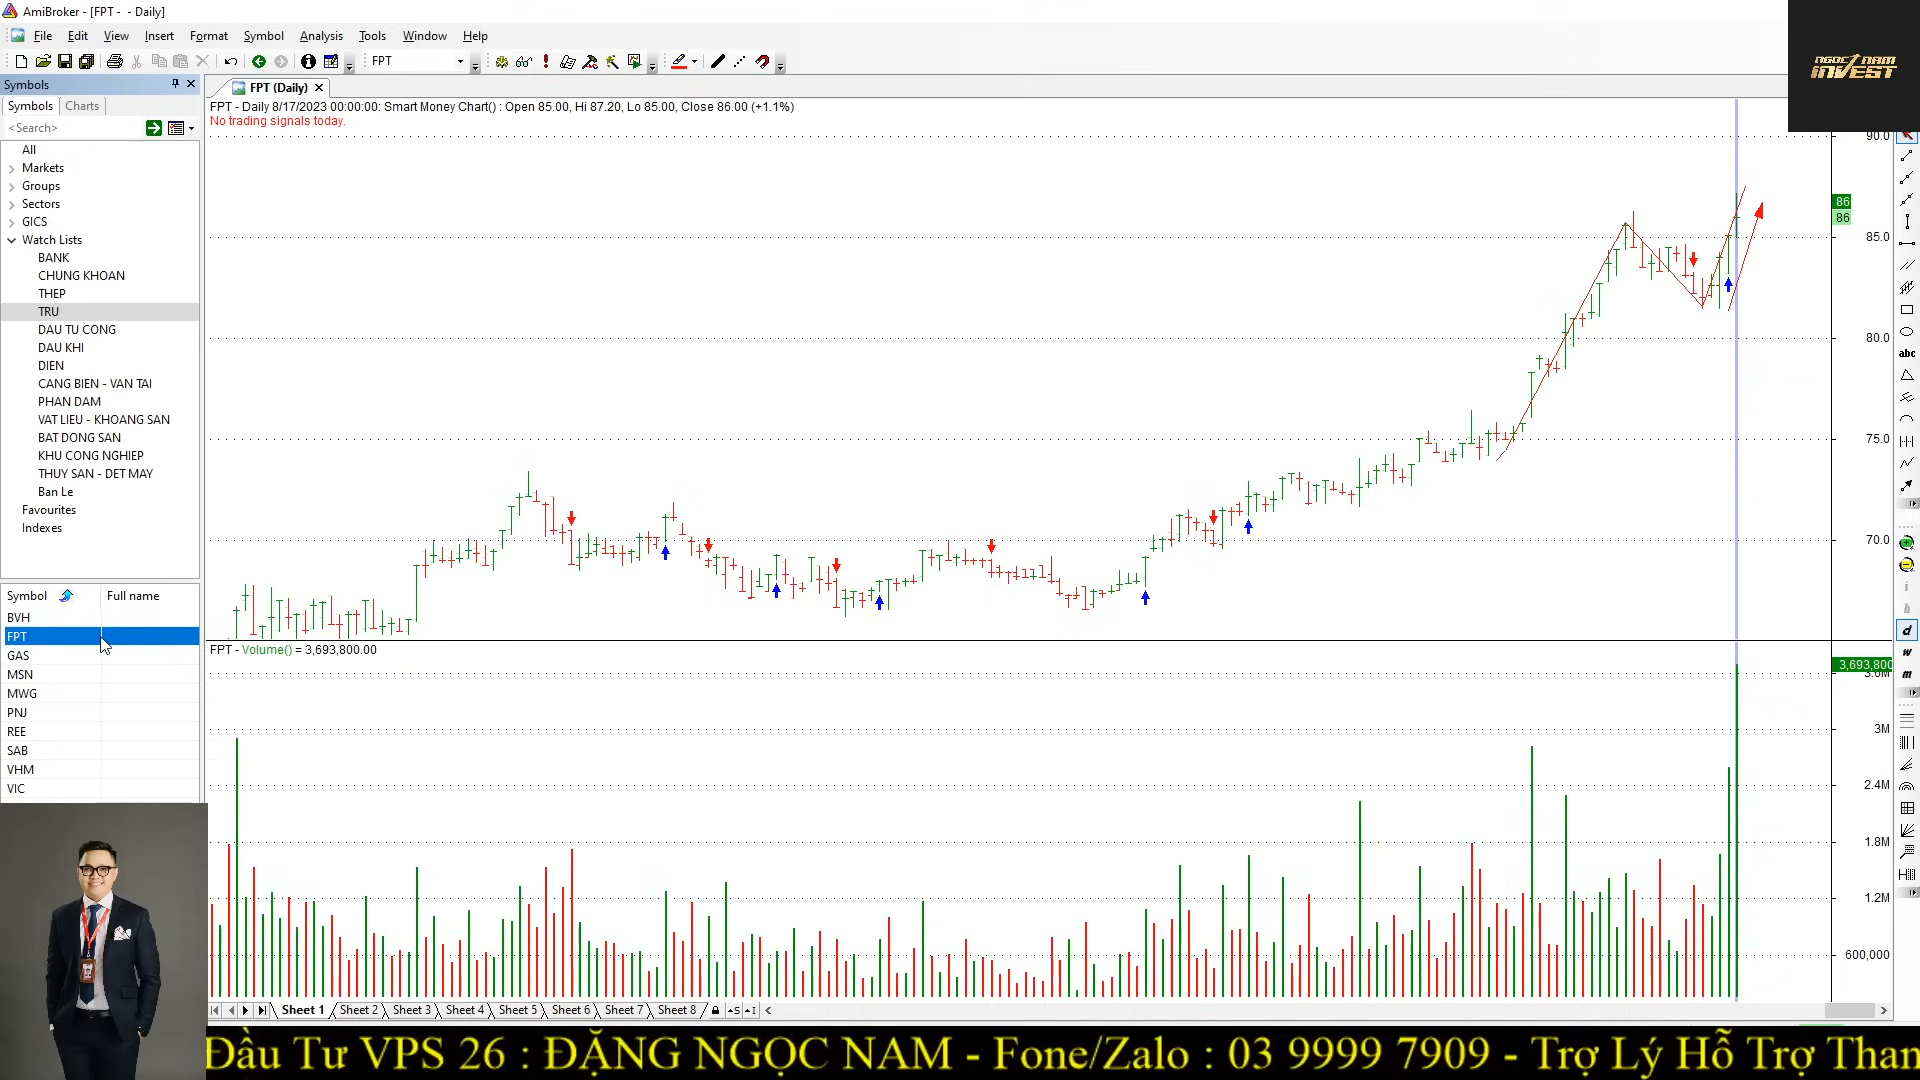 AmiBroker - [FPT -  - Daily]
File Edit View Insert Format Symbol Analysis Tools Window Help
FPT
NGOC NAM
INVEST
Symbols
FPT (Daily)
Symbols Charts
<Search>
FPT - Daily 8/17/2023 00:00:00: Smart Money Chart() : Open 85.00, Hi 87.20, Lo 85.00, Close 86.00 (+1.1%)
No trading signals today.
All
Markets
Groups
Sectors
GICS
Watch Lists
BANK
CHUNG KHOAN
THEP
TRU
DAU TU CONG
DAU KHI
DIEN
CANG BIEN - VAN TAI
PHAN DAM
VAT LIEU - KHOANG SAN
BAT DONG SAN
KHU CONG NGHIEP
THUY SAN - DET MAY
Ban Le
Favourites
Indexes
Symbol Full name
BVH
FPT
GAS
MSN
MWG
PNJ
REE
SAB
VHM
VIC
90.0
86
86
85.0
80.0
75.0
70.0
abc
d
w
m
FPT - Volume() = 3,693,800.00
3,693,800
3.6M
3M
2.4M
1.8M
1.2M
600,000
Sheet 1 Sheet 2 Sheet 3 Sheet 4 Sheet 5 Sheet 6 Sheet 7 Sheet 8
Đầu Tư VPS 26 : ĐẶNG NGỌC NAM - Fone/Zalo : 03 9999 7909 - Trợ Lý Hỗ Trợ Than